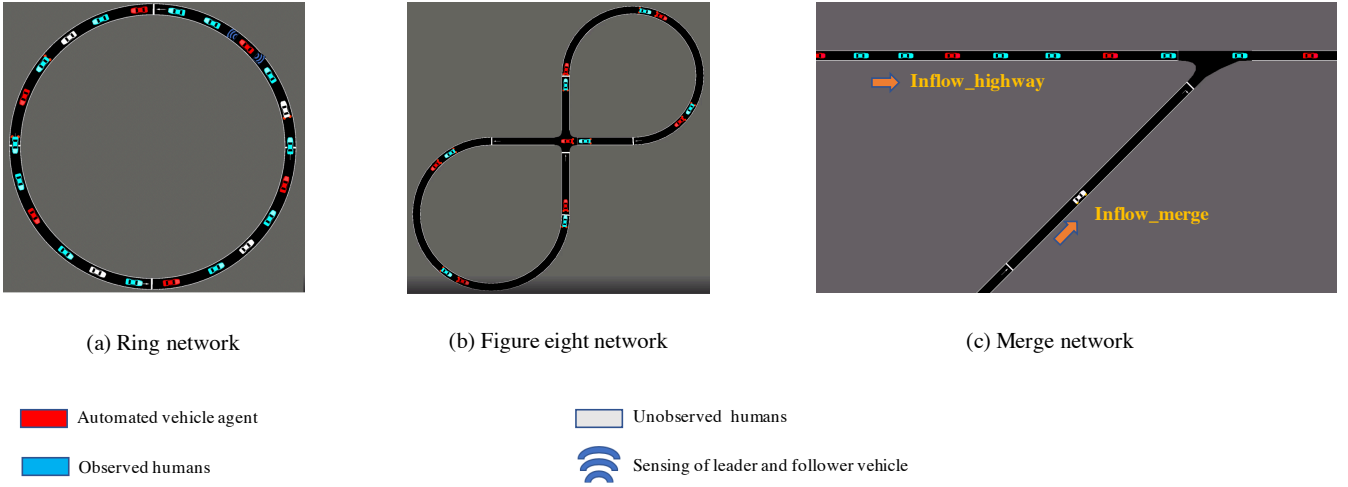 Inflow_highway
Inflow_merge
(a) Ring network
(b) Figure eight network
(c) Merge network
Automated vehicle agent
Unobserved humans
Observed humans
Sensing of leader and follower vehicle